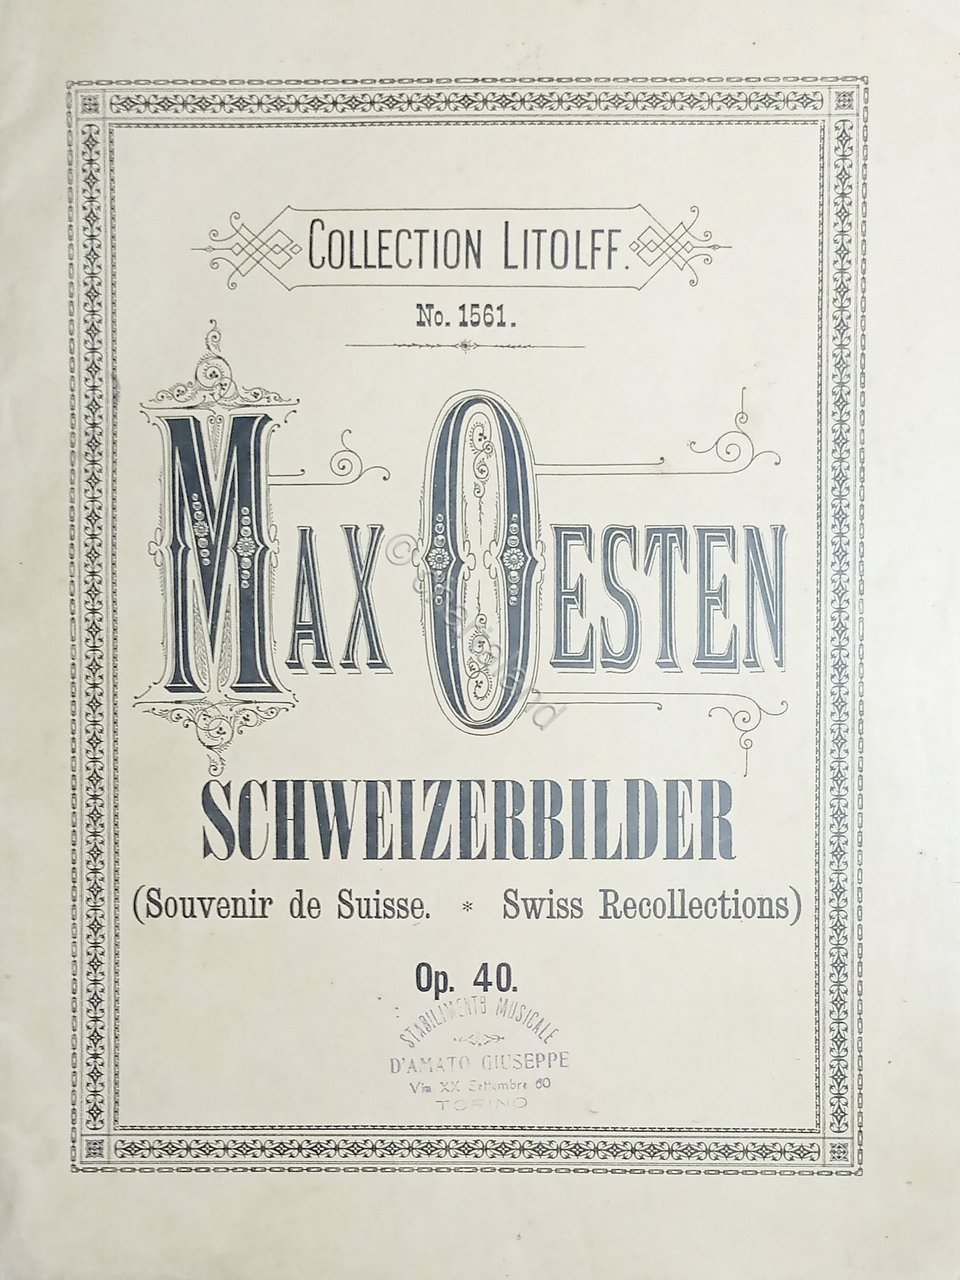 COLLECTION LITOLFF.
No. 1561.
MAX OESTEN
SCHWEIZERBILDER
(Souvenir de Suisse. * Swiss Recollections)
Op. 40.
STABILIMENTO MUSICALE
D'AMATO GIUSEPPE
Via XX Settembre 60
TORINO